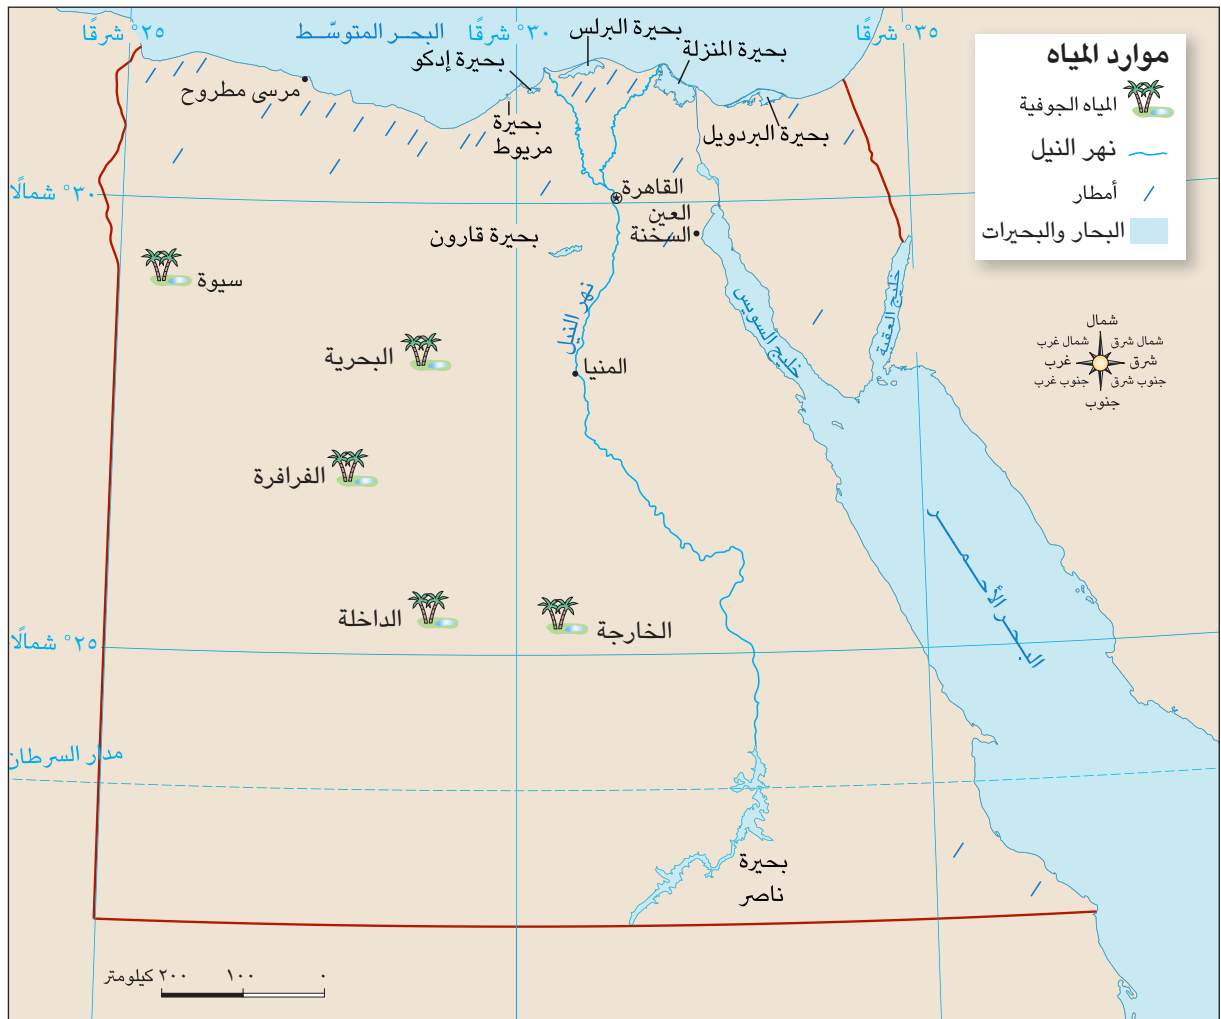 ٢٥° شرقًا
٣٠° شرقًا
٣٥° شرقًا
البحر المتوسّط
بحيرة البرلس
بحيرة المنزلة
بحيرة إدكو
مرسى مطروح
بحيرة
مريوط
بحيرة البردويل
موارد المياه
المياه الجوفية
نهر النيل
أمطار
البحار والبحيرات
٣٠° شمالًا
القاهرة
العين
السخنة
بحيرة قارون
سيوة
نهر النيل
خليج السويس
خليج العقبة
البحرية
المنيا
شمال
شمال شرق
شمال غرب
شرق
غرب
جنوب شرق
جنوب غرب
جنوب
الفرافرة
البحر الأحمر
الداخلة
الخارجة
٢٥° شمالًا
مدار السرطان
بحيرة
ناصر
٠ ١٠٠ ٢٠٠ كيلومتر